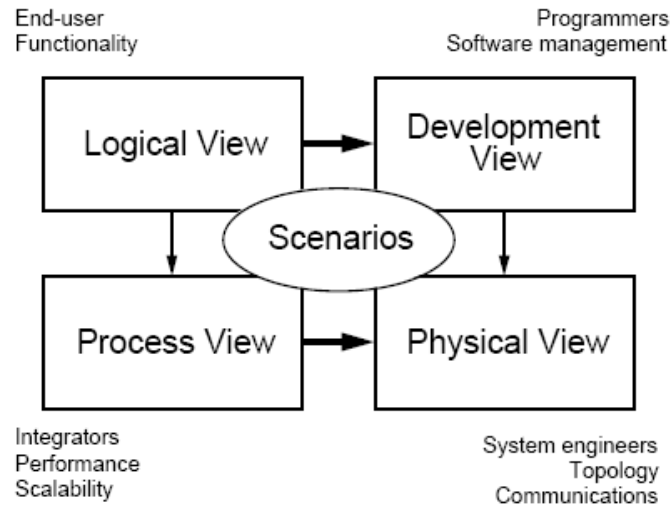 End-user
Functionality
Programmers
Software management
Logical View
Development
View
Scenarios
Process View
Physical View
Integrators
Performance
Scalability
System engineers
Topology
Communications